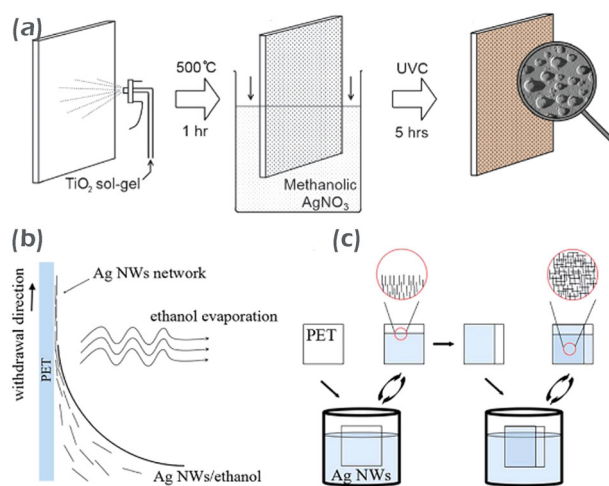 (a)
TiO₂ sol-gel
500℃
1 hr
Methanolic
AgNO₃
UVC
5 hrs
(b)
withdrawal direction
PET
Ag NWs network
ethanol evaporation
Ag NWs/ethanol
(c)
PET
Ag NWs